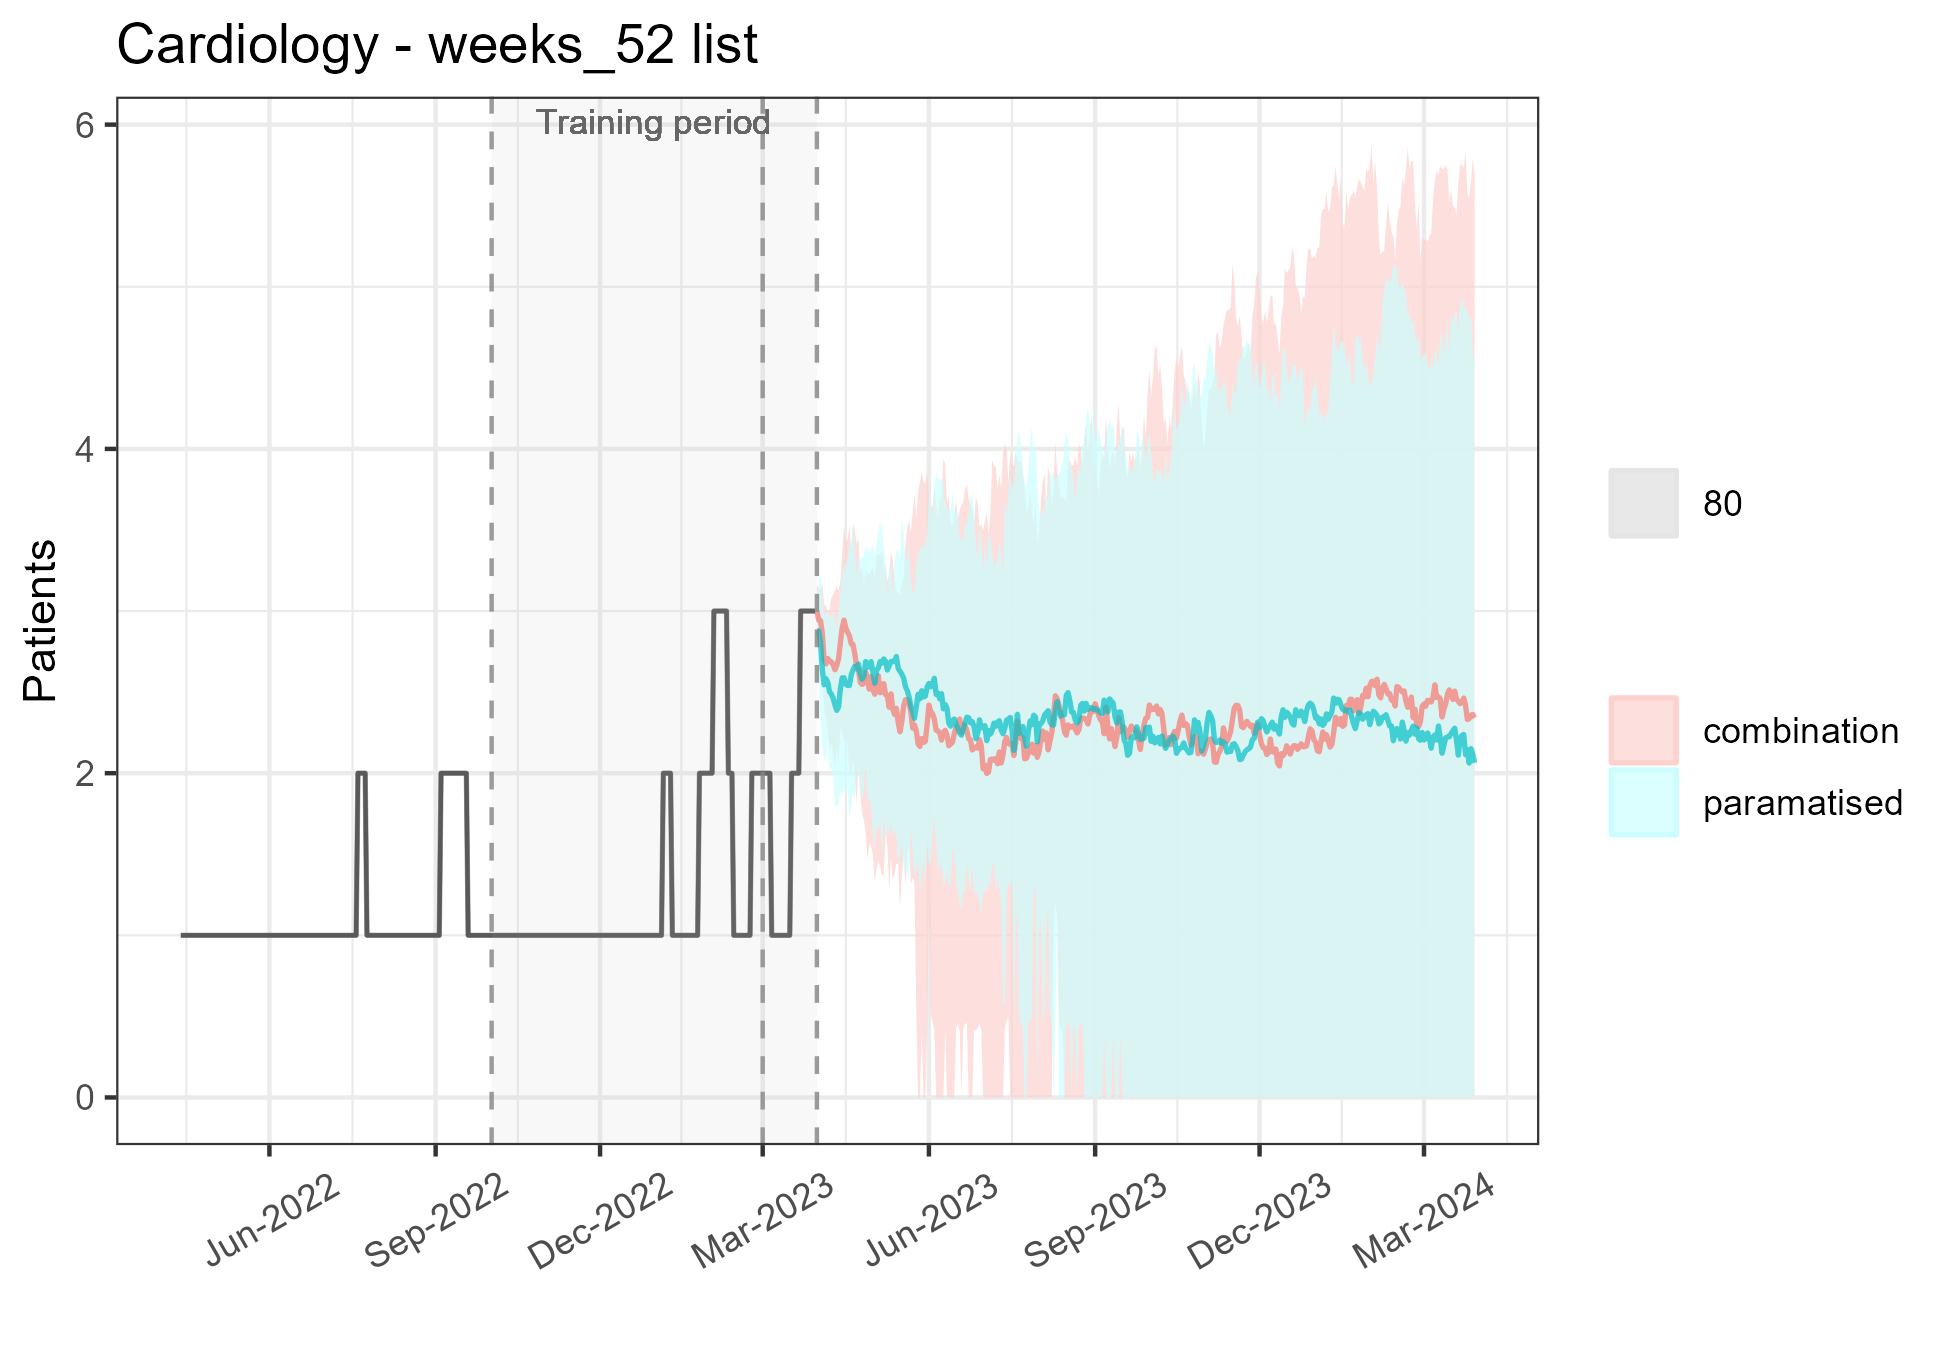 Cardiology - weeks_52 list
Training period
Patients
6
4
2
0
Jun-2022
Sep-2022
Dec-2022
Mar-2023
Jun-2023
Sep-2023
Dec-2023
Mar-2024
80
combination
paramatised